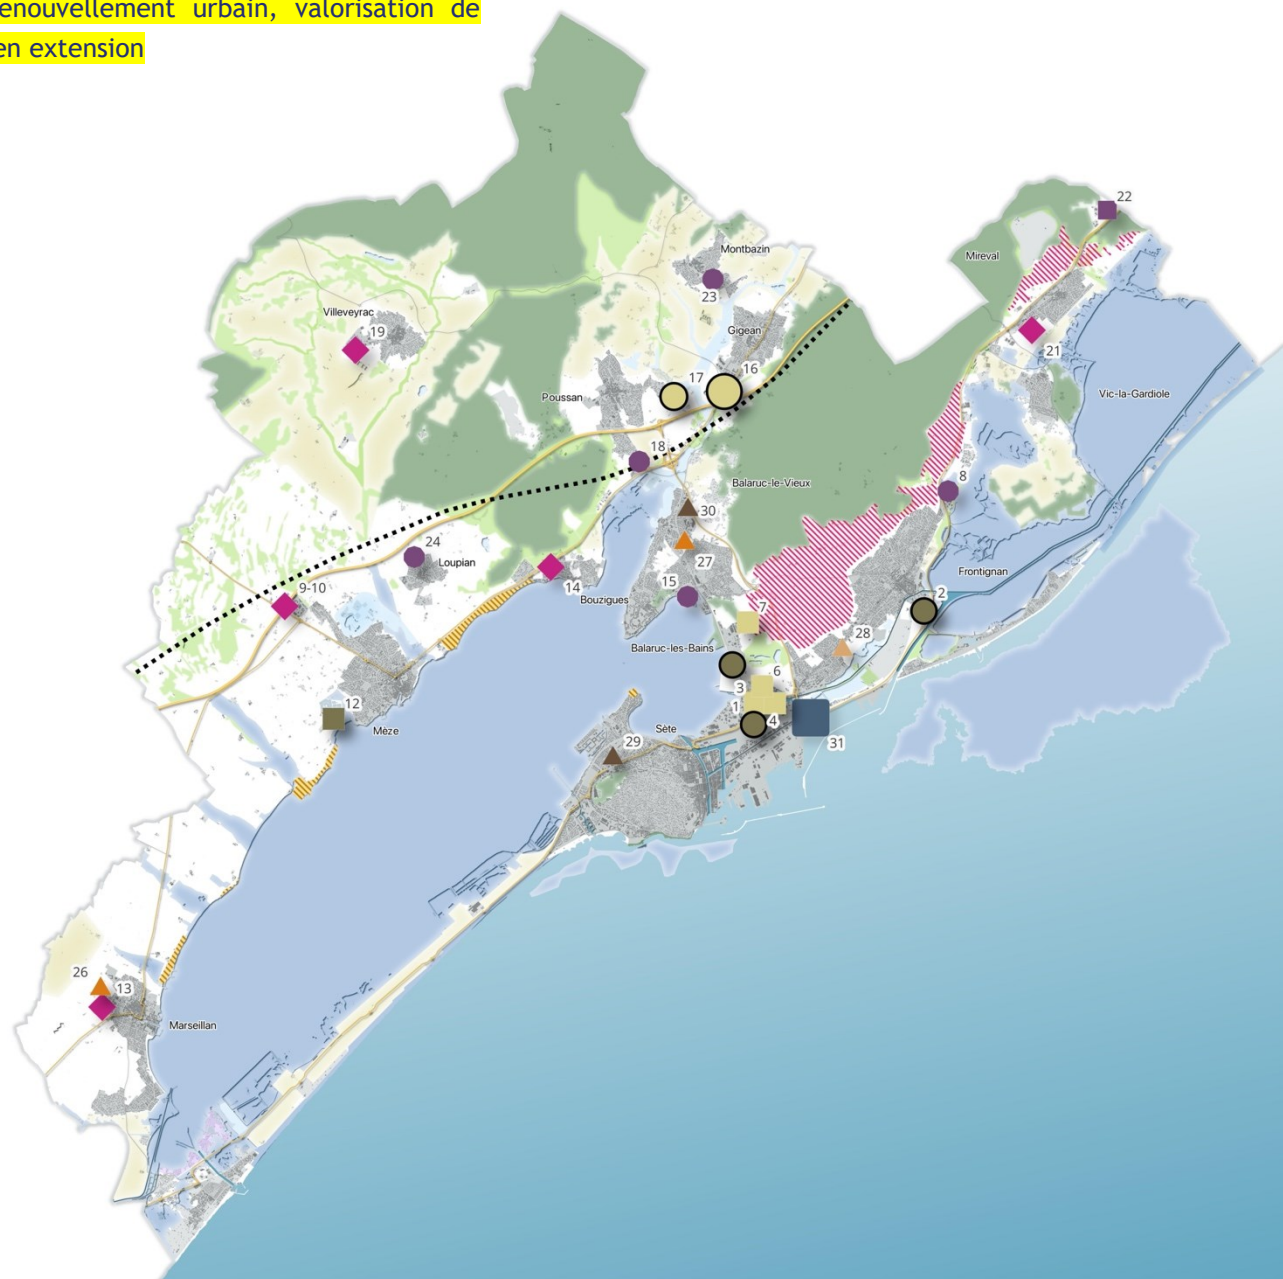 enouvellement urbain, valorisation de
en extension
22
Montbazin
Mireval
23
Villeveyrac
19
Gigean
21
17
16
Poussan
Vic-la-Gardiole
18
Balaruc-le-Vieux
8
30
24
Loupian
27
Frontignan
9-10
14
15
2
Bouzigues
7
28
Balaruc-les-Bains
6
3
12
1
4
Mèze
Sète
29
31
26
13
Marseillan